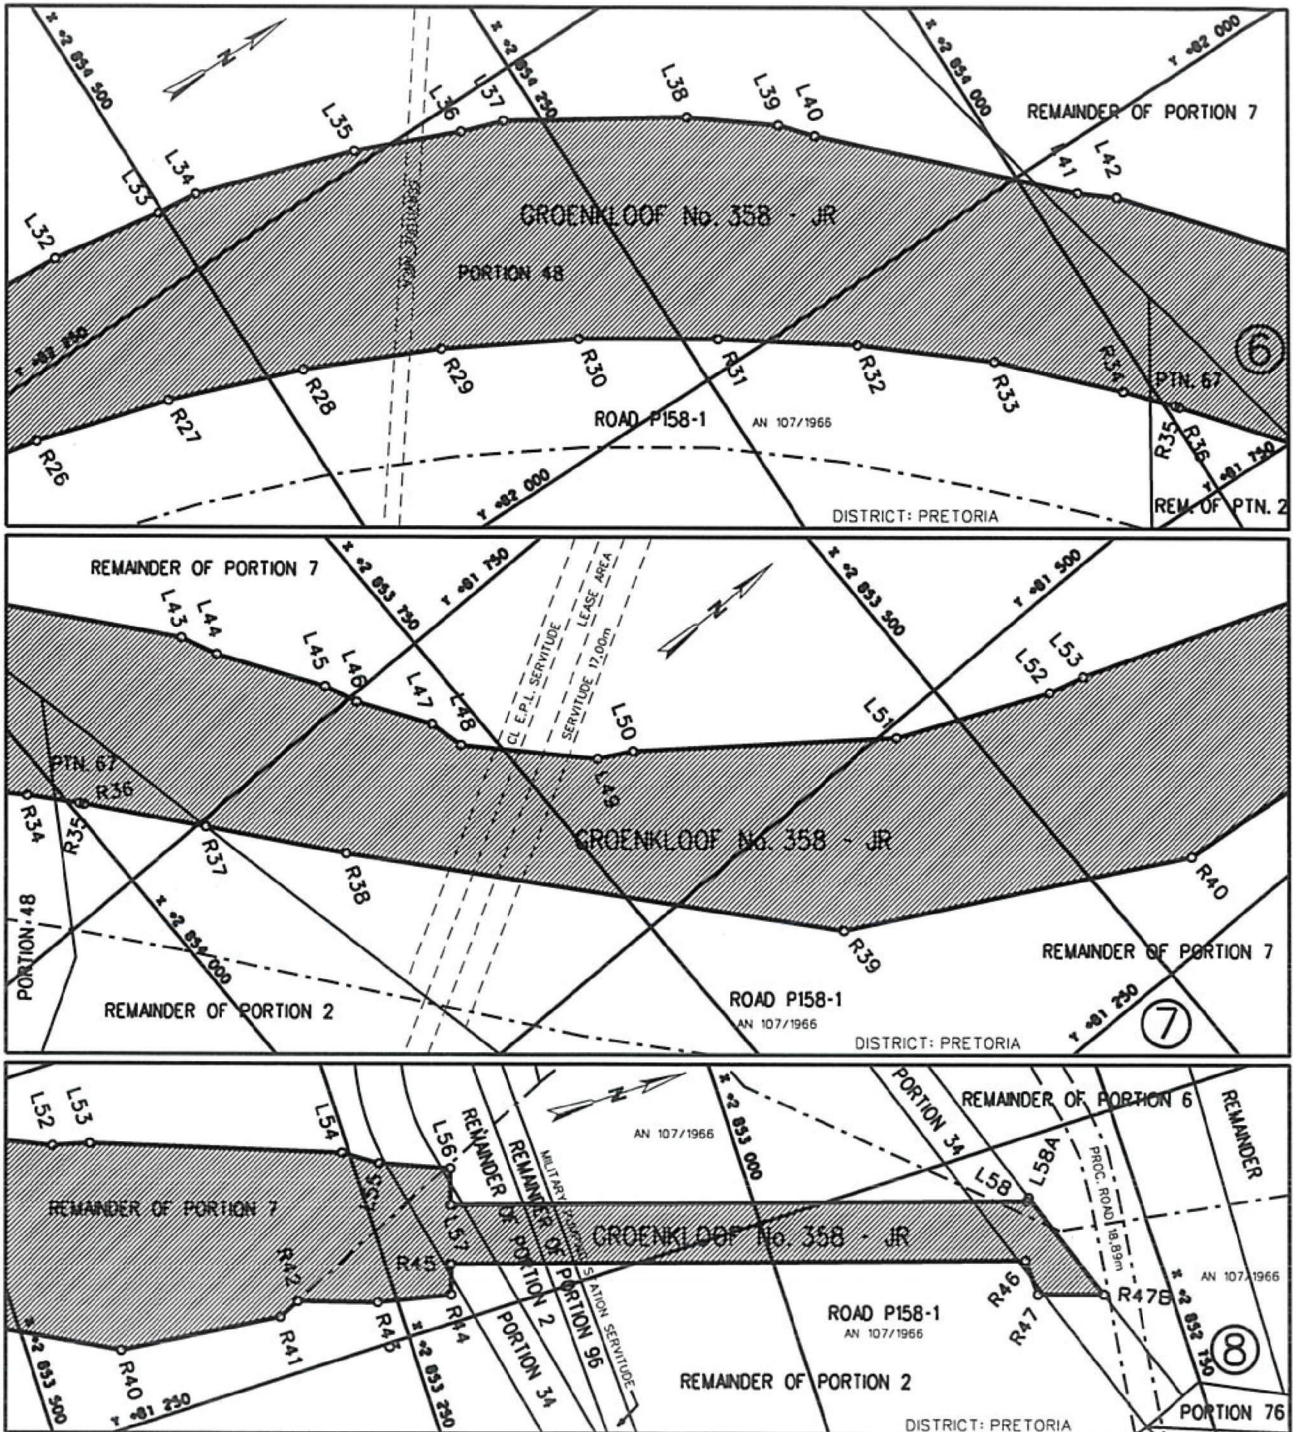 X +2 854 500
N
L32
L33
L34
L35
L36
L37
X +2 854 250
L38
L39
L40
X +2 854 000
Y +82 000
REMAINDER OF PORTION 7
L41
L42
GROENKLOOF No. 358 - JR
PORTION 48
Y +82 250
6
R26
R27
R28
R29
R30
R31
R32
R33
R34
PTN. 67
R35
R36
ROAD P158-1
AN 107/1966
Y +82 000
Y +81 750
REM. OF PTN. 2
DISTRICT: PRETORIA
REMAINDER OF PORTION 7
X +2 853 750
Y +81 750
LEASE AREA
CL E.P.L. SERVITUDE
SERVITUDE 17,00m
N
X +2 853 500
Y +81 500
L43
L44
L45
L46
L47
L48
L49
L50
L51
L52
L53
PTN. 67
R34
R35
R36
R37
R38
GROENKLOOF No. 358 - JR
R39
R40
PORTION 48
X +2 854 000
REMAINDER OF PORTION 2
REMAINDER OF PORTION 7
ROAD P158-1
AN 107/1966
Y +81 250
7
DISTRICT: PRETORIA
L52
L53
L54
L55
L56
L57
REMAINDER OF PORTION 2
REMAINDER OF PORTION 96
MILITARY PUMPING STATION SERVITUDE
N
AN 107/1966
X +2 853 000
PORTION 34
REMAINDER OF PORTION 6
REMAINDER
L58
L58A
PROC. ROAD 18.89m
REMAINDER OF PORTION 7
GROENKLOOF No. 358 - JR
R40
R41
R42
R43
R44
R45
R46
R47
R47B
AN 107/1966
X +2 853 500
Y +81 250
X +2 853 250
PORTION 34
ROAD P158-1
AN 107/1966
X +2 852 750
8
REMAINDER OF PORTION 2
PORTION 76
DISTRICT: PRETORIA